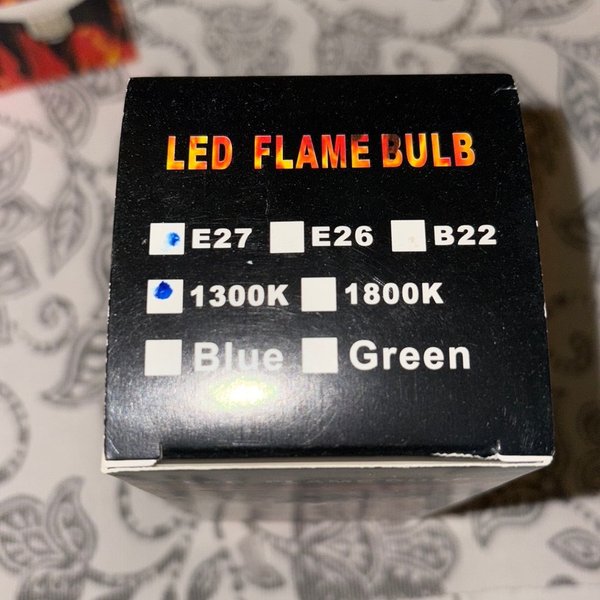 LED FLAME BULB
E27 E26 B22
1300K 1800K
Blue Green